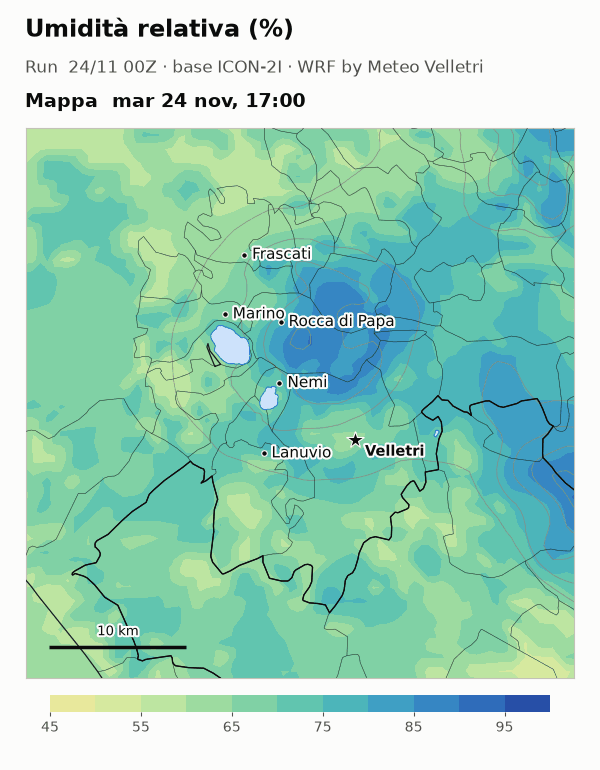 Umidità relativa (%)
Run  24/11 00Z · base ICON-2I · WRF by Meteo Velletri
Mappa  mar 24 nov, 17:00
Frascati
Marino
Rocca di Papa
Nemi
Velletri
Lanuvio
10 km
45 55 65 75 85 95